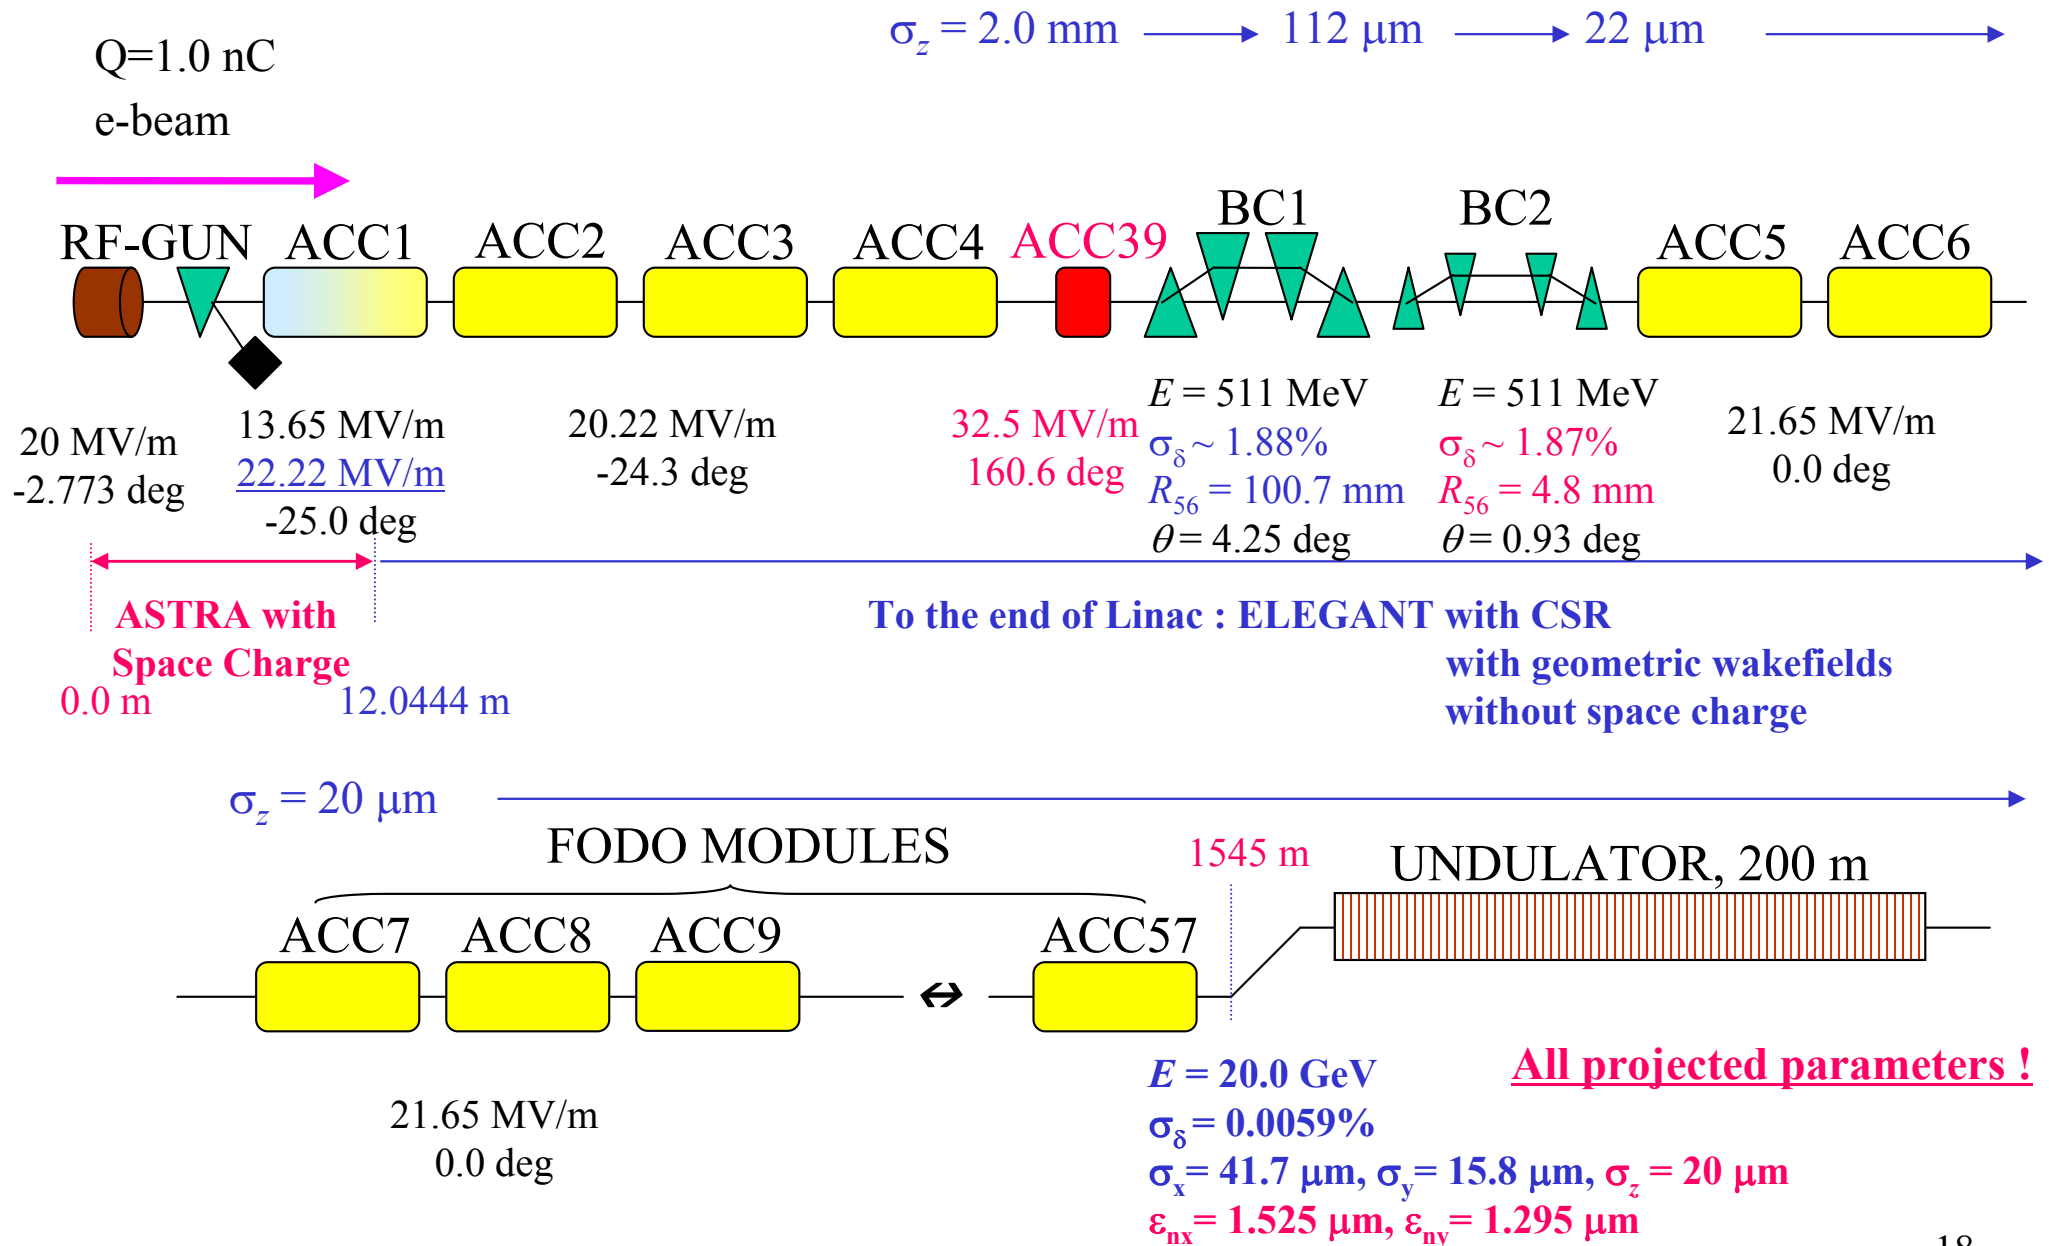 σz = 2.0 mm 112 μm 22 μm
Q=1.0 nC
e-beam
RF-GUN ACC1 ACC2 ACC3 ACC4 ACC39 BC1 BC2 ACC5 ACC6
20 MV/m
-2.773 deg
13.65 MV/m
22.22 MV/m
-25.0 deg
20.22 MV/m
-24.3 deg
32.5 MV/m
160.6 deg
E = 511 MeV
σδ ~ 1.88%
R56 = 100.7 mm
θ = 4.25 deg
E = 511 MeV
σδ ~ 1.87%
R56 = 4.8 mm
θ = 0.93 deg
21.65 MV/m
0.0 deg
ASTRA with
Space Charge
0.0 m 12.0444 m
To the end of Linac : ELEGANT with CSR
with geometric wakefields
without space charge
σz = 20 μm
FODO MODULES
1545 m
UNDULATOR, 200 m
ACC7 ACC8 ACC9 ACC57
21.65 MV/m
0.0 deg
E = 20.0 GeV
σδ = 0.0059%
σx= 41.7 μm, σy= 15.8 μm, σz = 20 μm
εnx= 1.525 μm, εny= 1.295 μm
All projected parameters !
18